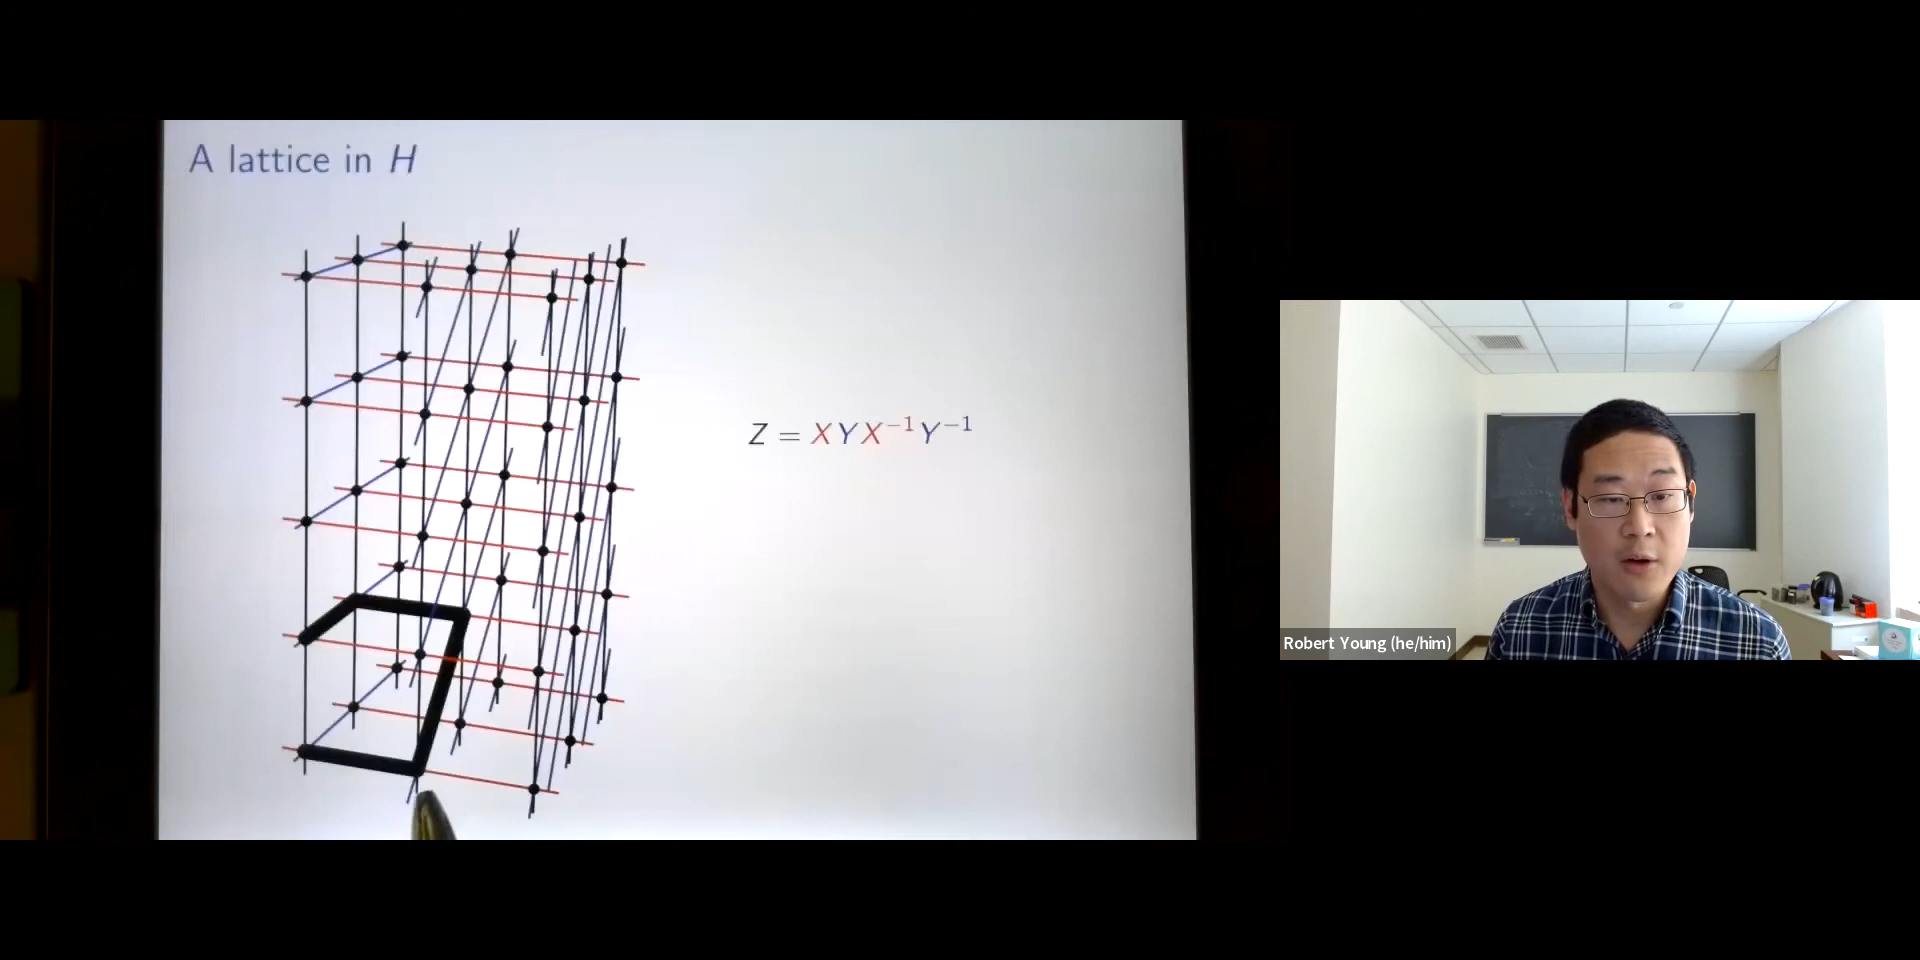 A lattice in H
Z = XYX⁻¹Y⁻¹
Robert Young (he/him)